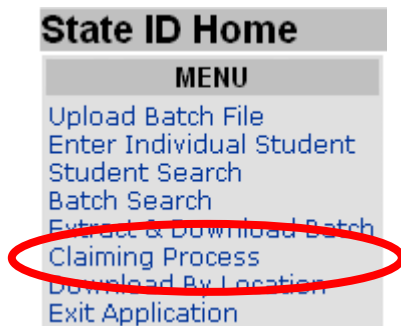 State ID Home
MENU
Upload Batch File
Enter Individual Student
Student Search
Batch Search
Extract & Download Batch
Claiming Process
Download By Location
Exit Application